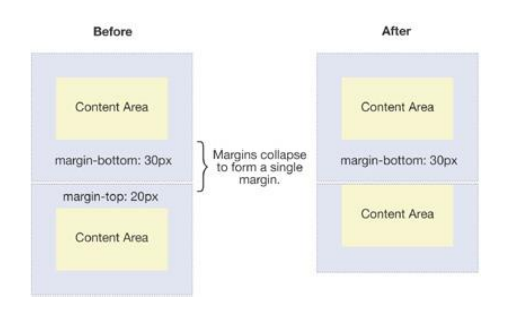 Before
Content Area
margin-bottom: 30px
margin-top: 20px
Content Area
Margins collapse
to form a single
margin.
After
Content Area
margin-bottom: 30px
Content Area